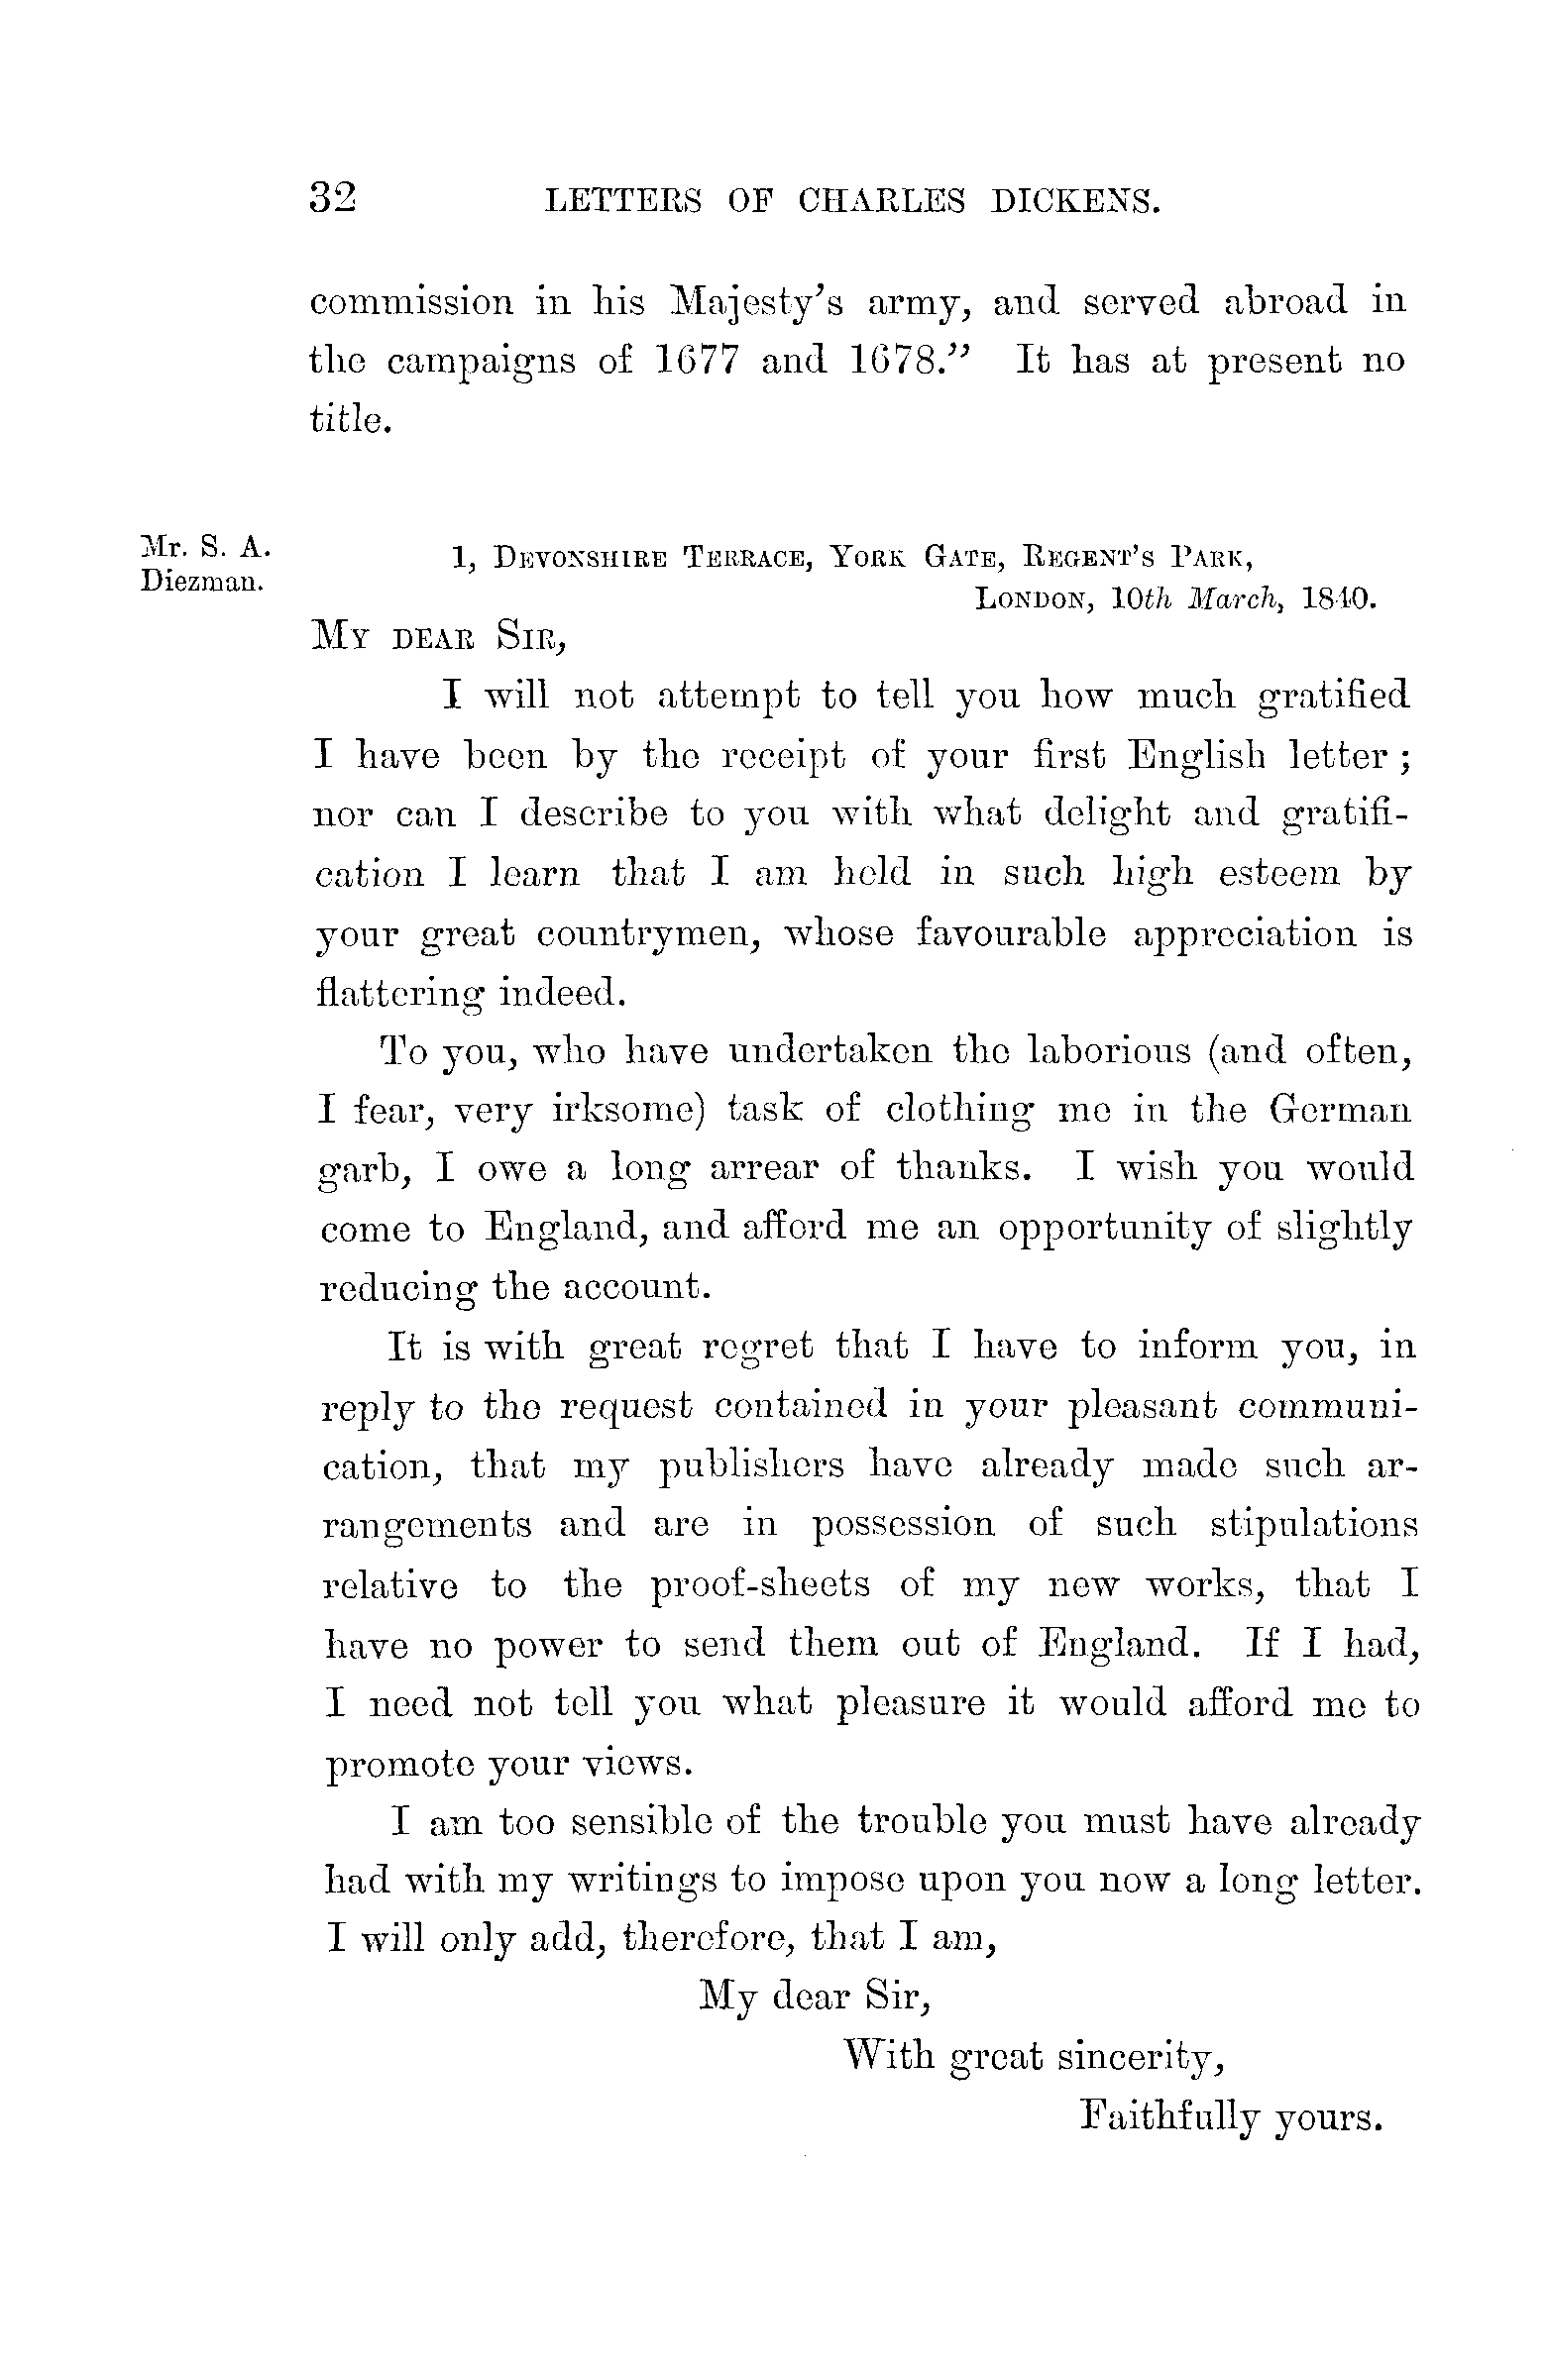 32 LETTERS OF CHARLES DICKENS.
commission in his Majesty's army, and served abroad in
the campaigns of 1677 and 1678." It has at present no
title.
Mr. S. A.
Diezman.
1, Devonshire Terrace, York Gate, Regent's Park,
London, 10th March, 1840.
My dear Sir,
I will not attempt to tell you how much gratified
I have been by the receipt of your first English letter;
nor can I describe to you with what delight and gratifi-
cation I learn that I am held in such high esteem by
your great countrymen, whose favourable appreciation is
flattering indeed.
To you, who have undertaken the laborious (and often,
I fear, very irksome) task of clothing me in the German
garb, I owe a long arrear of thanks. I wish you would
come to England, and afford me an opportunity of slightly
reducing the account.
It is with great regret that I have to inform you, in
reply to the request contained in your pleasant communi-
cation, that my publishers have already made such ar-
rangements and are in possession of such stipulations
relative to the proof-sheets of my new works, that I
have no power to send them out of England. If I had,
I need not tell you what pleasure it would afford me to
promote your views.
I am too sensible of the trouble you must have already
had with my writings to impose upon you now a long letter.
I will only add, therefore, that I am,
My dear Sir,
With great sincerity,
Faithfully yours.